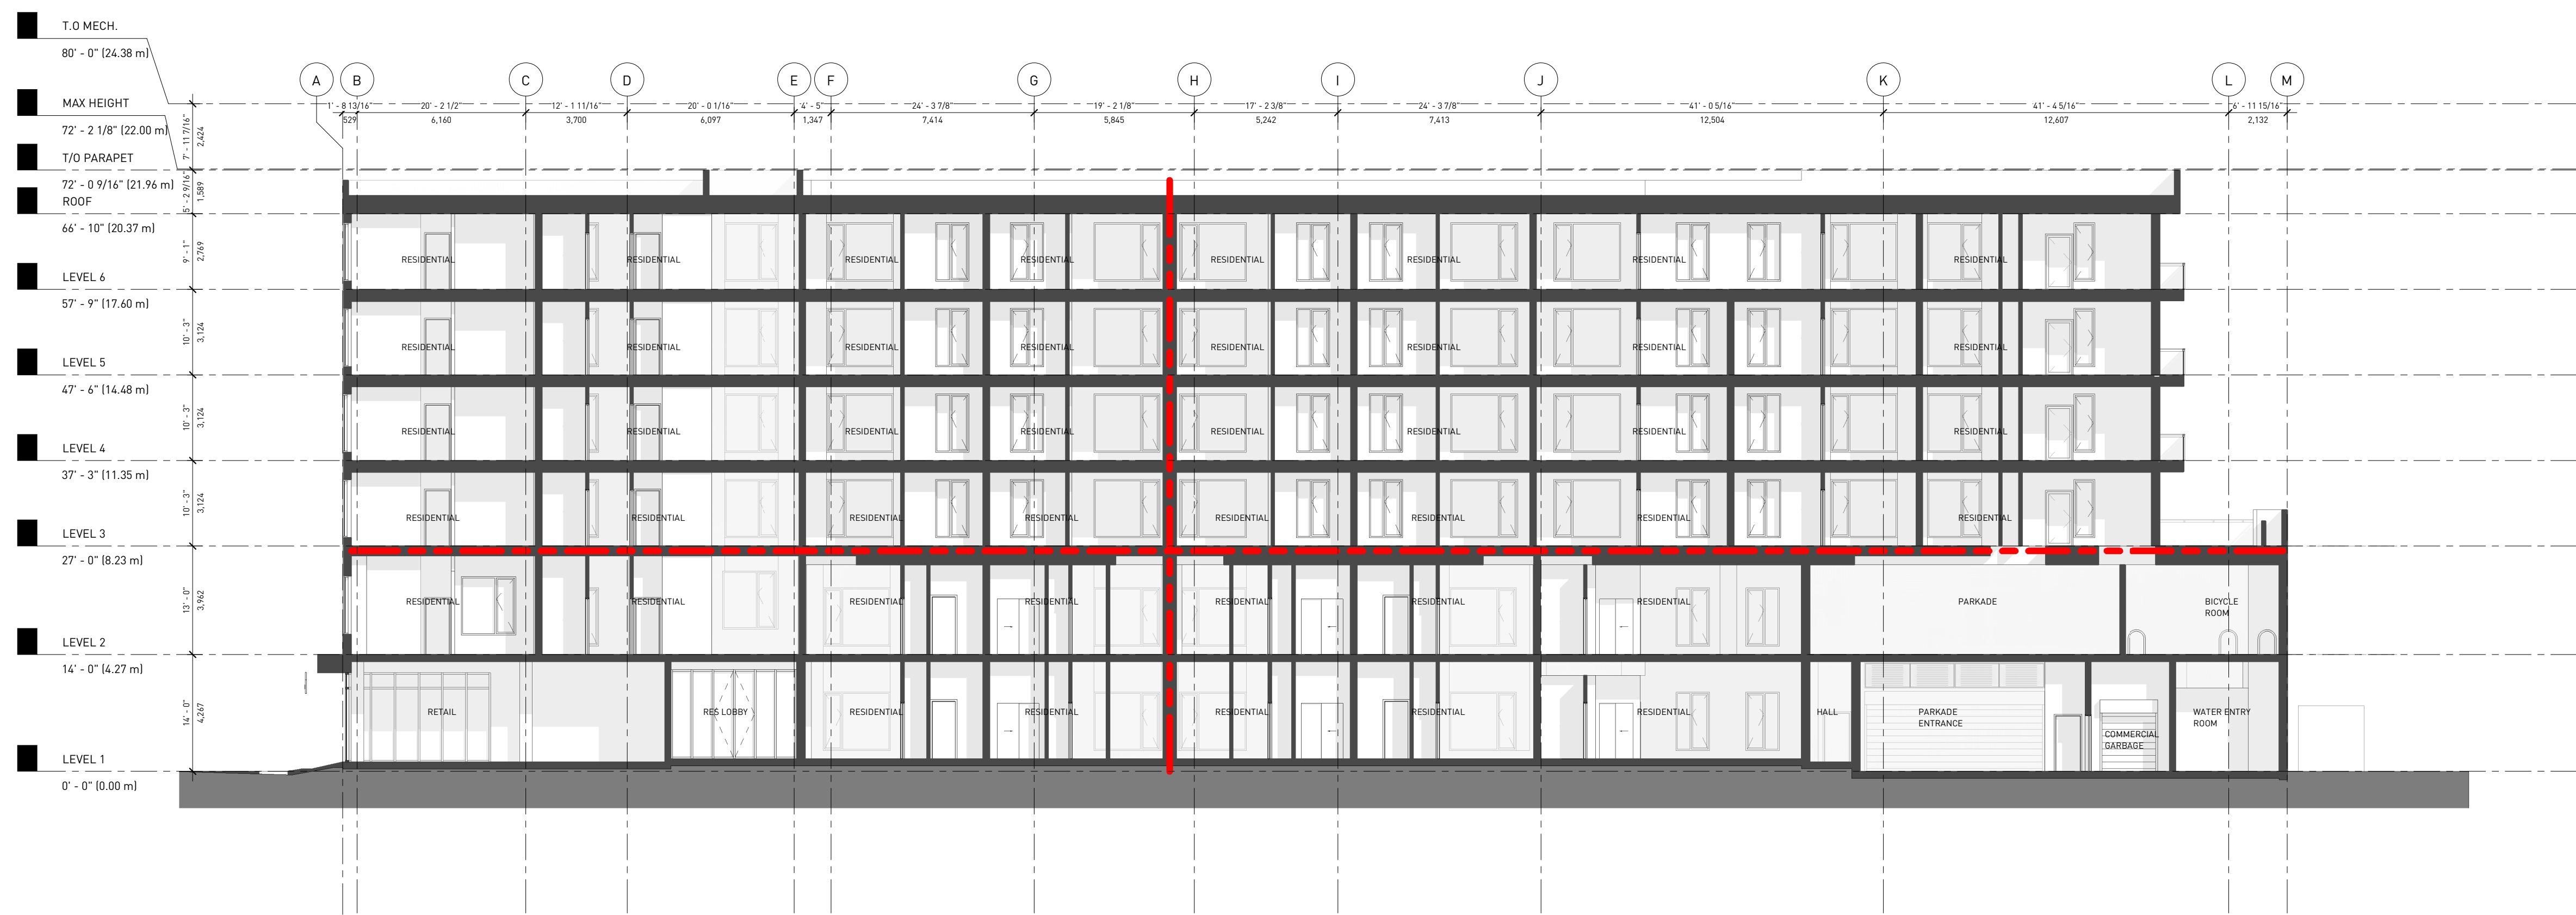 T.O MECH.
80' - 0" (24.38 m)
MAX HEIGHT
72' - 2 1/8" (22.00 m)
T/O PARAPET
72' - 0 9/16" (21.96 m)
ROOF
66' - 10" (20.37 m)
LEVEL 6
57' - 9" (17.60 m)
LEVEL 5
47' - 6" (14.48 m)
LEVEL 4
37' - 3" (11.35 m)
LEVEL 3
27' - 0" (8.23 m)
LEVEL 2
14' - 0" (4.27 m)
LEVEL 1
0' - 0" (0.00 m)
7' - 11 7/16"
2,424
5' - 2 9/16"
1,589
9' - 1"
2,769
10' - 3"
3,124
10' - 3"
3,124
10' - 3"
3,124
10' - 3"
3,124
13' - 0"
3,962
14' - 0"
4,267
A B C D E F G H I J K L M
1' - 8 13/16" 20' - 2 1/2" 12' - 1 11/16" 20' - 0 1/16" 4' - 5" 24' - 3 7/8" 19' - 2 1/8" 17' - 2 3/8" 24' - 3 7/8" 41' - 0 5/16" 41' - 4 5/16" 6' - 11 15/16"
529 6,160 3,700 6,097 1,347 7,414 5,845 5,242 7,413 12,504 12,607 2,132
RESIDENTIAL RESIDENTIAL RESIDENTIAL RESIDENTIAL RESIDENTIAL RESIDENTIAL RESIDENTIAL RESIDENTIAL
RESIDENTIAL RESIDENTIAL RESIDENTIAL RESIDENTIAL RESIDENTIAL RESIDENTIAL RESIDENTIAL RESIDENTIAL
RESIDENTIAL RESIDENTIAL RESIDENTIAL RESIDENTIAL RESIDENTIAL RESIDENTIAL RESIDENTIAL RESIDENTIAL
RESIDENTIAL RESIDENTIAL RESIDENTIAL RESIDENTIAL RESIDENTIAL RESIDENTIAL RESIDENTIAL RESIDENTIAL
RESIDENTIAL RESIDENTIAL RESIDENTIAL RESIDENTIAL RESIDENTIAL RESIDENTIAL RESIDENTIAL PARKADE
BICYCLE
ROOM
RETAIL RES LOBBY RESIDENTIAL RESIDENTIAL RESIDENTIAL RESIDENTIAL RESIDENTIAL HALL
PARKADE
ENTRANCE
COMMERCIAL
GARBAGE
WATER ENTRY
ROOM